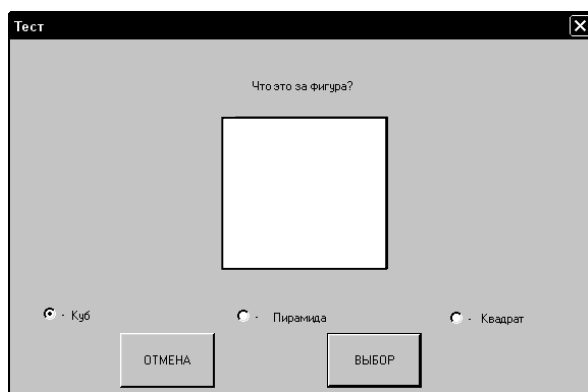 Тест
Что это за фигура?
- Куб
- Пирамида
- Квадрат
ОТМЕНА
ВЫБОР